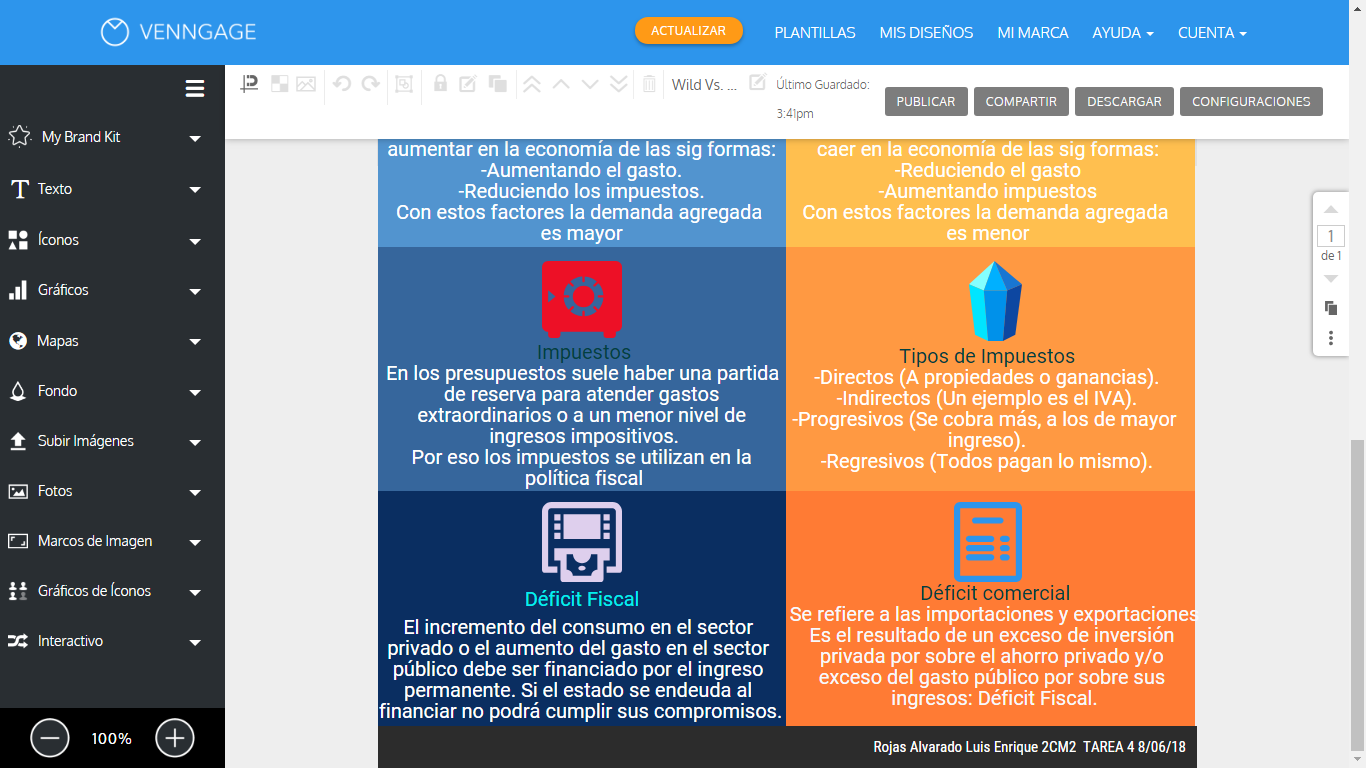 VENNGAGE
ACTUALIZAR
PLANTILLAS
MIS DISEÑOS
MI MARCA
AYUDA
CUENTA
Wild Vs. ...
Último Guardado:
3:41pm
PUBLICAR
COMPARTIR
DESCARGAR
CONFIGURACIONES
My Brand Kit
Texto
Íconos
Gráficos
Mapas
Fondo
Subir Imágenes
Fotos
Marcos de Imagen
Gráficos de Íconos
Interactivo
100%
aumentar en la economía de las sig formas:
-Aumentando el gasto.
-Reduciendo los impuestos.
Con estos factores la demanda agregada
es mayor
caer en la economía de las sig formas:
-Reduciendo el gasto
-Aumentando impuestos
Con estos factores la demanda agregada
es menor
Impuestos
En los presupuestos suele haber una partida
de reserva para atender gastos
extraordinarios o a un menor nivel de
ingresos impositivos.
Por eso los impuestos se utilizan en la
política fiscal
Tipos de Impuestos
-Directos (A propiedades o ganancias).
-Indirectos (Un ejemplo es el IVA).
-Progresivos (Se cobra más, a los de mayor
ingreso).
-Regresivos (Todos pagan lo mismo).
Déficit Fiscal
El incremento del consumo en el sector
privado o el aumento del gasto en el sector
público debe ser financiado por el ingreso
permanente. Si el estado se endeuda al
financiar no podrá cumplir sus compromisos.
Déficit comercial
Se refiere a las importaciones y exportaciones
Es el resultado de un exceso de inversión
privada por sobre el ahorro privado y/o
exceso del gasto público por sobre sus
ingresos: Déficit Fiscal.
Rojas Alvarado Luis Enrique 2CM2 TAREA 4 8/06/18
1
de 1